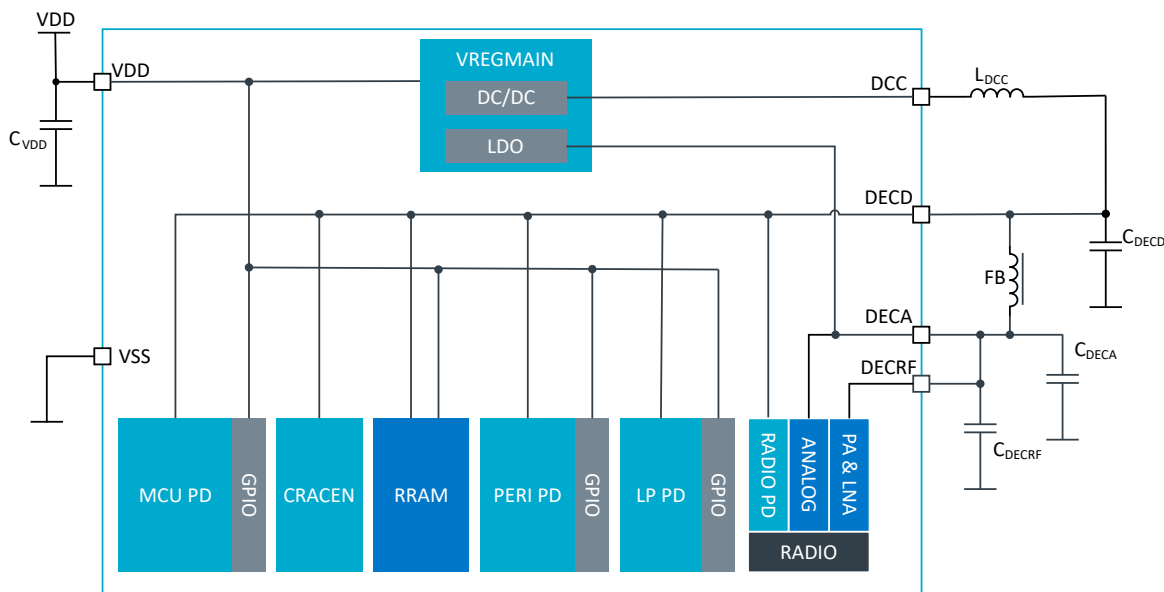 VDD
VDD
VREGMAIN
DC/DC
DCC
LDCC
CVDD
LDO
DECD
CDECD
FB
DECA
VSS
DECRF
CDECA
CDECRF
MCU PD
GPIO
CRACEN
RRAM
PERI PD
GPIO
LP PD
GPIO
RADIO PD
ANALOG
PA & LNA
RADIO